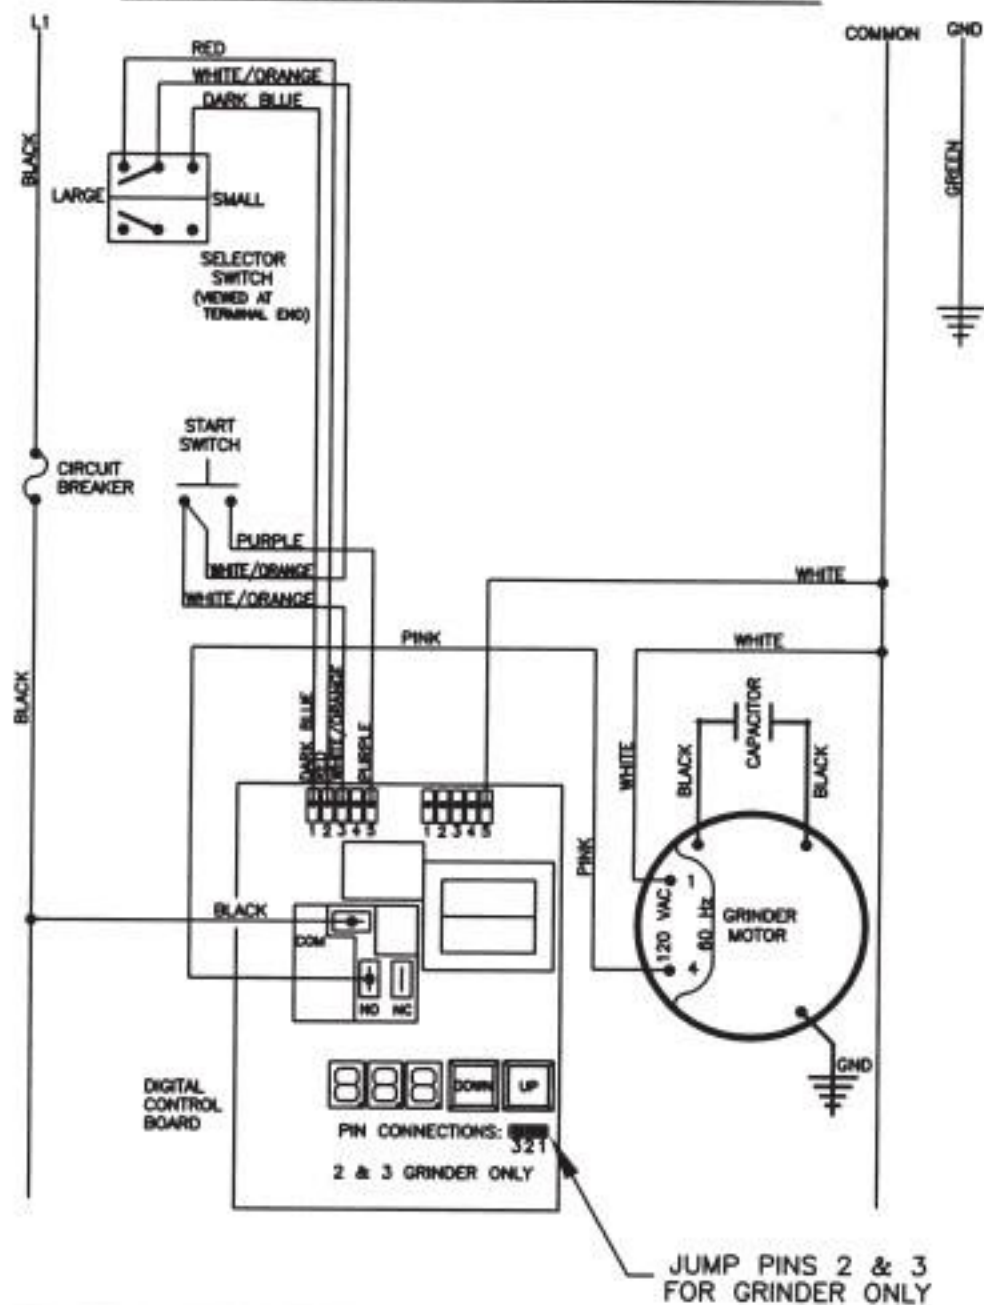 L1
COMMON
GND
RED
WHITE/ORANGE
DARK BLUE
BLACK
GREEN
LARGE
SMALL
SELECTOR
SWITCH
(VIEWED AT
TERMINAL END)
START
SWITCH
CIRCUIT
BREAKER
PURPLE
WHITE/ORANGE
WHITE/ORANGE
WHITE
PINK
WHITE
BLACK
DARK BLUE
RED
WHITE/ORANGE
PURPLE
CAPACITOR
WHITE
BLACK
BLACK
1 2 3 4 5
1 2 3 4 5
PINK
BLACK
COM
NO
NC
1
120 VAC
60 Hz
4
GRINDER
MOTOR
GND
DIGITAL
CONTROL
BOARD
888
DOWN
UP
PIN CONNECTIONS:
321
2 & 3 GRINDER ONLY
JUMP PINS 2 & 3
FOR GRINDER ONLY